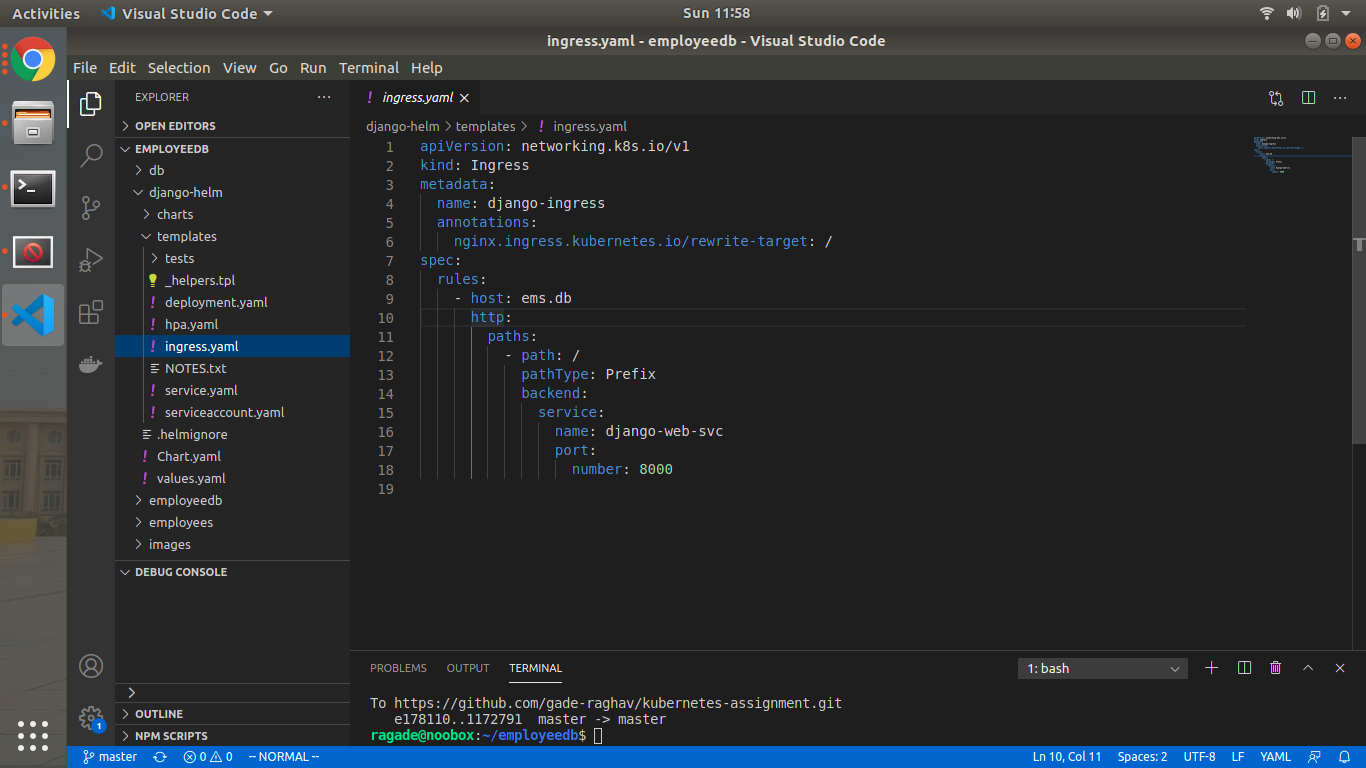 Activities Visual Studio Code Sun 11:58
ingress.yaml - employeedb - Visual Studio Code
File Edit Selection View Go Run Terminal Help
EXPLORER
OPEN EDITORS
EMPLOYEEDB
db
django-helm
charts
templates
tests
_helpers.tpl
deployment.yaml
hpa.yaml
ingress.yaml
NOTES.txt
service.yaml
serviceaccount.yaml
.helmignore
Chart.yaml
values.yaml
employeedb
employees
images
DEBUG CONSOLE
OUTLINE
NPM SCRIPTS
1
ingress.yaml
django-helm > templates > ingress.yaml
1 apiVersion: networking.k8s.io/v1
2 kind: Ingress
3 metadata:
4   name: django-ingress
5   annotations:
6     nginx.ingress.kubernetes.io/rewrite-target: /
7 spec:
8   rules:
9     - host: ems.db
10       http:
11         paths:
12           - path: /
13             pathType: Prefix
14             backend:
15               service:
16                 name: django-web-svc
17                 port:
18                   number: 8000
19
PROBLEMS OUTPUT TERMINAL 1: bash
To https://github.com/gade-raghav/kubernetes-assignment.git
   e178110..1172791  master -> master
ragade@noobox:~/employeedb$
master 0 0 -- NORMAL -- Ln 10, Col 11 Spaces: 2 UTF-8 LF YAML